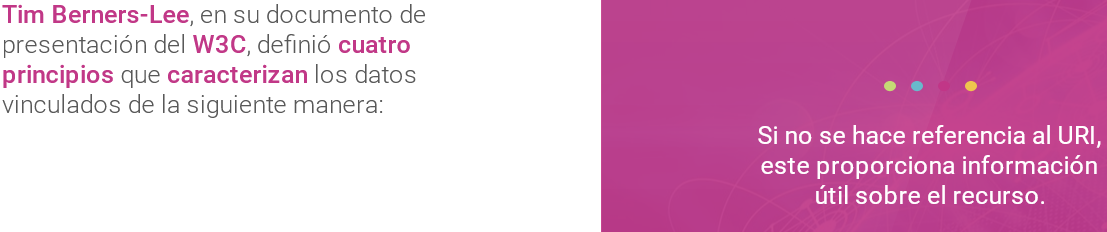 Tim Berners-Lee, en su documento de
presentación del W3C, definió cuatro
principios que caracterizan los datos
vinculados de la siguiente manera:
Si no se hace referencia al URI,
este proporciona información
útil sobre el recurso.